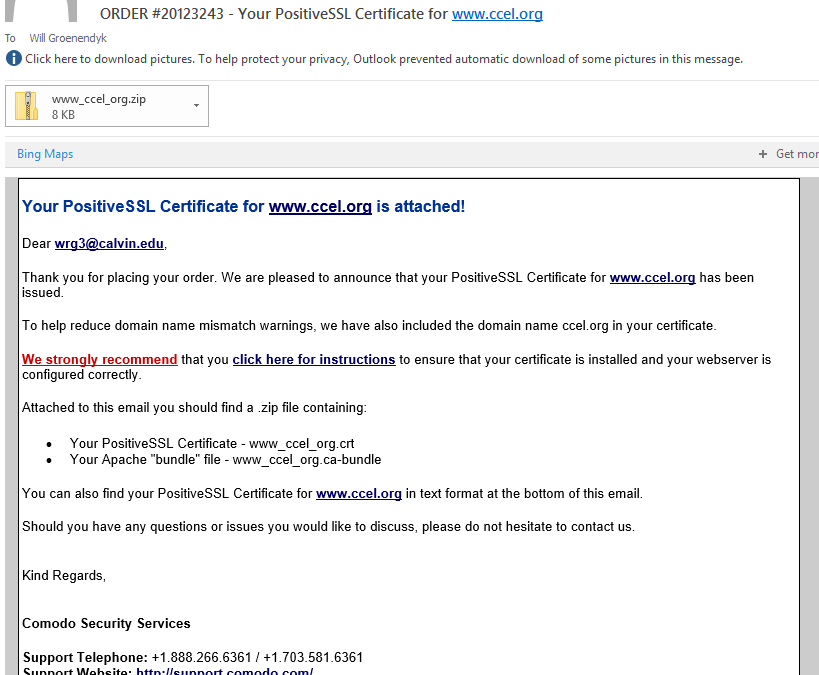 ORDER #20123243 - Your PositiveSSL Certificate for www.ccel.org
To Will Groenendyk
Click here to download pictures. To help protect your privacy, Outlook prevented automatic download of some pictures in this message.
www_ccel_org.zip
8 KB
Bing Maps
+ Get mor
Your PositiveSSL Certificate for www.ccel.org is attached!
Dear wrg3@calvin.edu,
Thank you for placing your order. We are pleased to announce that your PositiveSSL Certificate for www.ccel.org has been
issued.
To help reduce domain name mismatch warnings, we have also included the domain name ccel.org in your certificate.
We strongly recommend that you click here for instructions to ensure that your certificate is installed and your webserver is
configured correctly.
Attached to this email you should find a .zip file containing:
• Your PositiveSSL Certificate - www_ccel_org.crt
• Your Apache "bundle" file - www_ccel_org.ca-bundle
You can also find your PositiveSSL Certificate for www.ccel.org in text format at the bottom of this email.
Should you have any questions or issues you would like to discuss, please do not hesitate to contact us.
Kind Regards,
Comodo Security Services
Support Telephone: +1.888.266.6361 / +1.703.581.6361
Support Website: http://support.comodo.com/